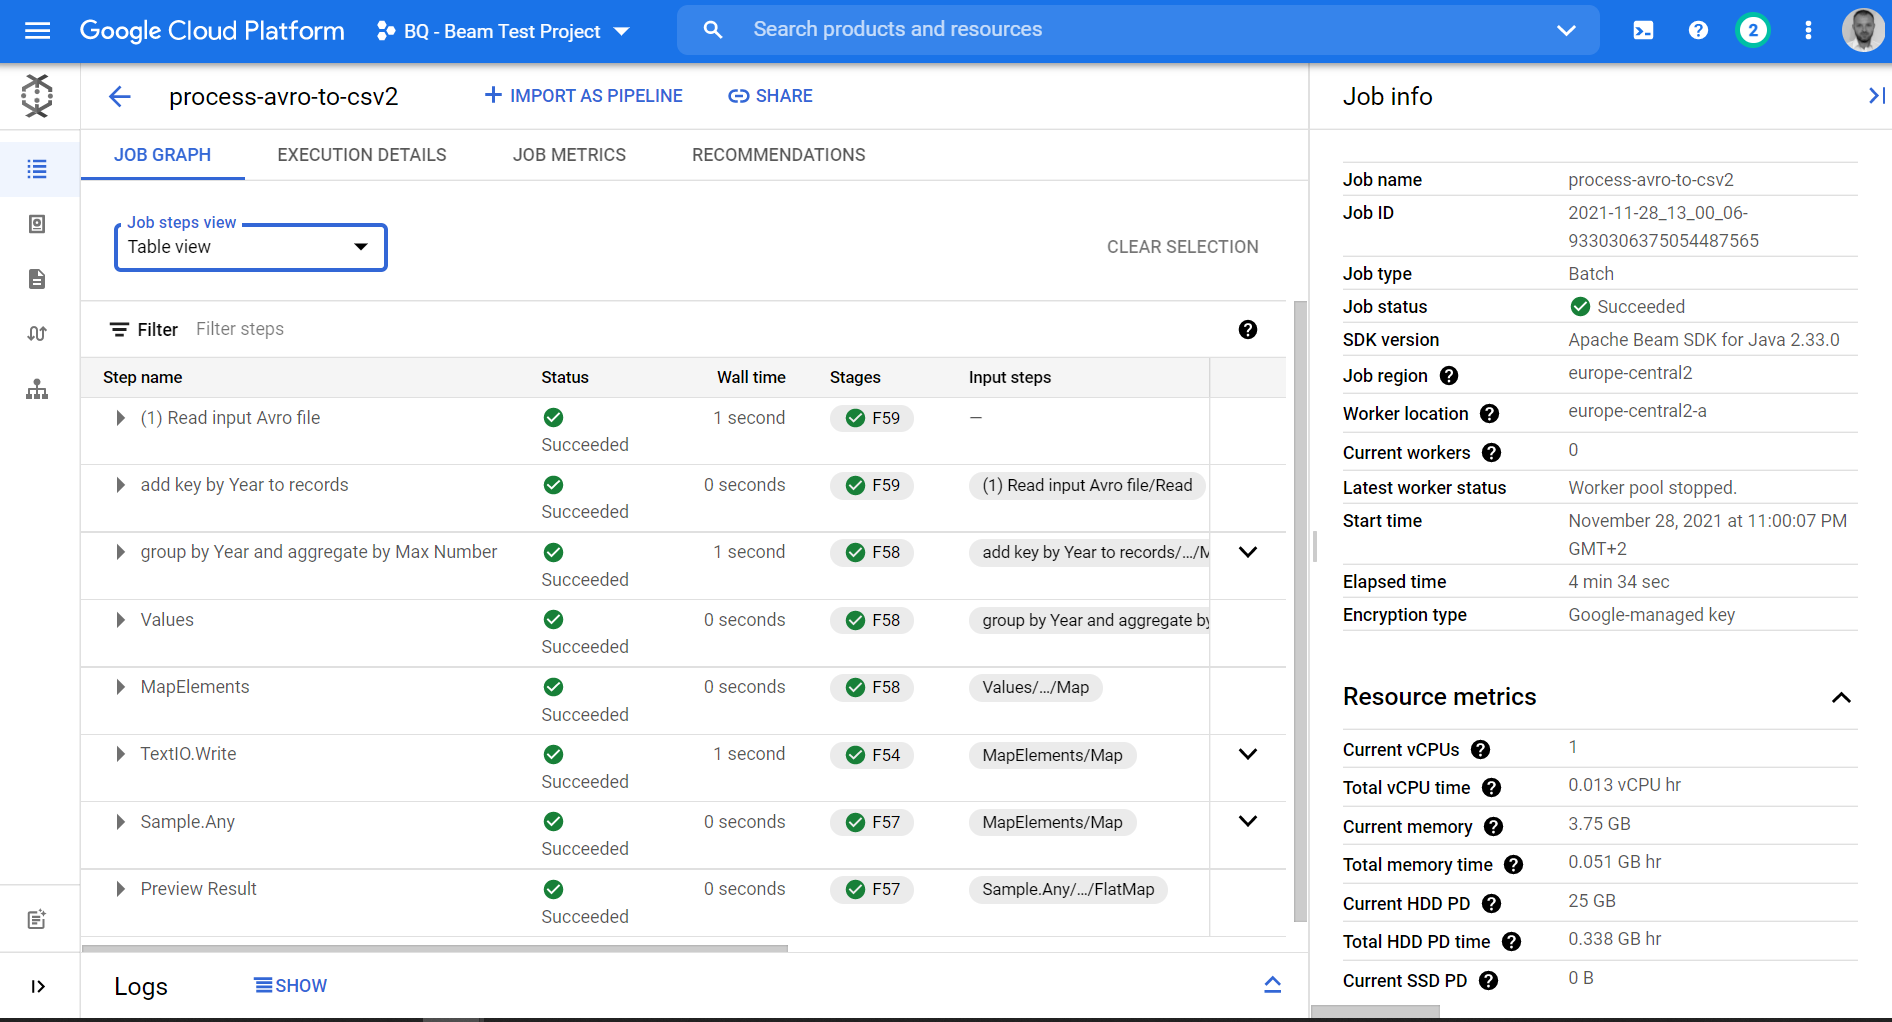 Google Cloud Platform
BQ - Beam Test Project
Search products and resources
2
process-avro-to-csv2
IMPORT AS PIPELINE
SHARE
JOB GRAPH
EXECUTION DETAILS
JOB METRICS
RECOMMENDATIONS
Job steps view
Table view
CLEAR SELECTION
Filter Filter steps
Step name Status Wall time Stages Input steps
(1) Read input Avro file 1 second F59 —
Succeeded
add key by Year to records 0 seconds F59 (1) Read input Avro file/Read
Succeeded
group by Year and aggregate by Max Number 1 second F58 add key by Year to records/.../M
Succeeded
Values 0 seconds F58 group by Year and aggregate by
Succeeded
MapElements 0 seconds F58 Values/.../Map
Succeeded
TextIO.Write 1 second F54 MapElements/Map
Succeeded
Sample.Any 0 seconds F57 MapElements/Map
Succeeded
Preview Result 0 seconds F57 Sample.Any/.../FlatMap
Succeeded
Logs
SHOW
Job info
Job name process-avro-to-csv2
Job ID 2021-11-28_13_00_06-
9330306375054487565
Job type Batch
Job status Succeeded
SDK version Apache Beam SDK for Java 2.33.0
Job region europe-central2
Worker location europe-central2-a
Current workers 0
Latest worker status Worker pool stopped.
Start time November 28, 2021 at 11:00:07 PM
GMT+2
Elapsed time 4 min 34 sec
Encryption type Google-managed key
Resource metrics
Current vCPUs 1
Total vCPU time 0.013 vCPU hr
Current memory 3.75 GB
Total memory time 0.051 GB hr
Current HDD PD 25 GB
Total HDD PD time 0.338 GB hr
Current SSD PD 0 B